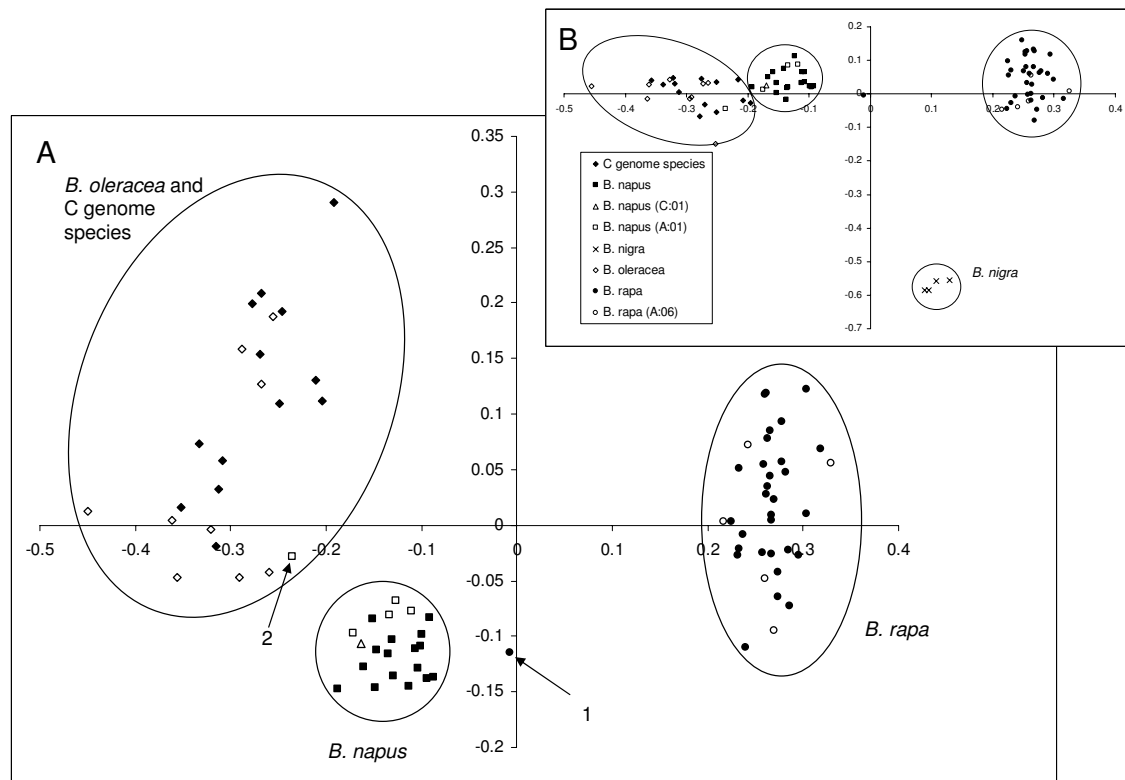 B
0.2
0.1
0
-0.5 -0.4 -0.3 -0.2 -0.1 0 0.1 0.2 0.3 0.4
-0.1
-0.2
-0.3
-0.4
-0.5
-0.6
-0.7
C genome species
B. napus
B. napus (C:01)
B. napus (A:01)
B. nigra
B. oleracea
B. rapa
B. rapa (A:06)
B. nigra
A
B. oleracea and
C genome
species
0.35
0.3
0.25
0.2
0.15
0.1
0.05
0
-0.5 -0.4 -0.3 -0.2 -0.1 0 0.1 0.2 0.3 0.4
-0.05
-0.1
-0.15
-0.2
2
1
B. rapa
B. napus